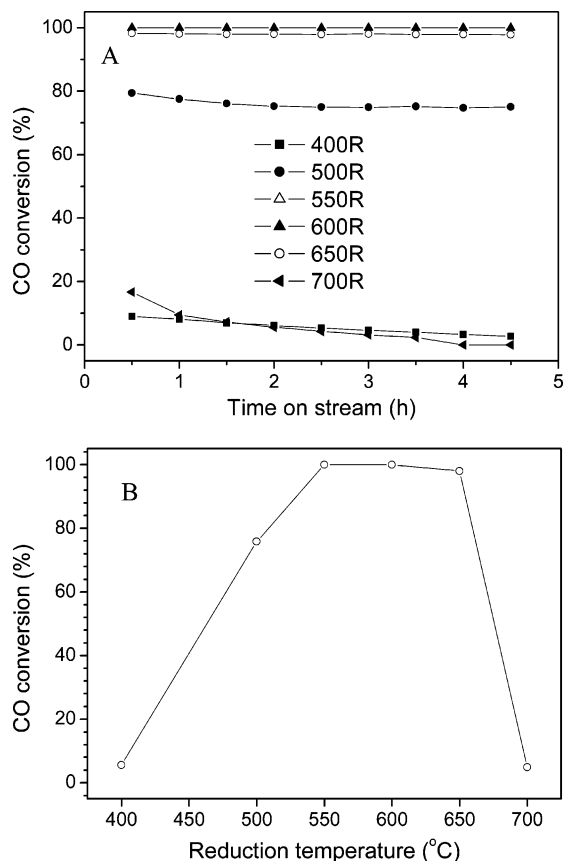 A
CO conversion (%)
100
80
60
40
20
0
400R
500R
550R
600R
650R
700R
0 1 2 3 4 5
Time on stream (h)
B
CO conversion (%)
100
80
60
40
20
0
400 450 500 550 600 650 700
Reduction temperature (°C)